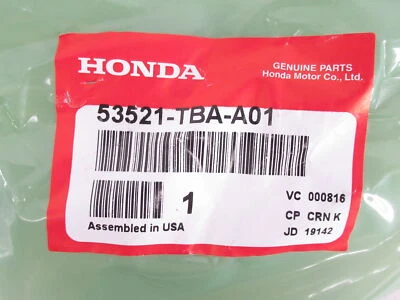 HONDA
GENUINE PARTS
Honda Motor Co., Ltd.
53521-TBA-A01
1
VC 000816
CP CRN K
JD 19142
Assembled in USA